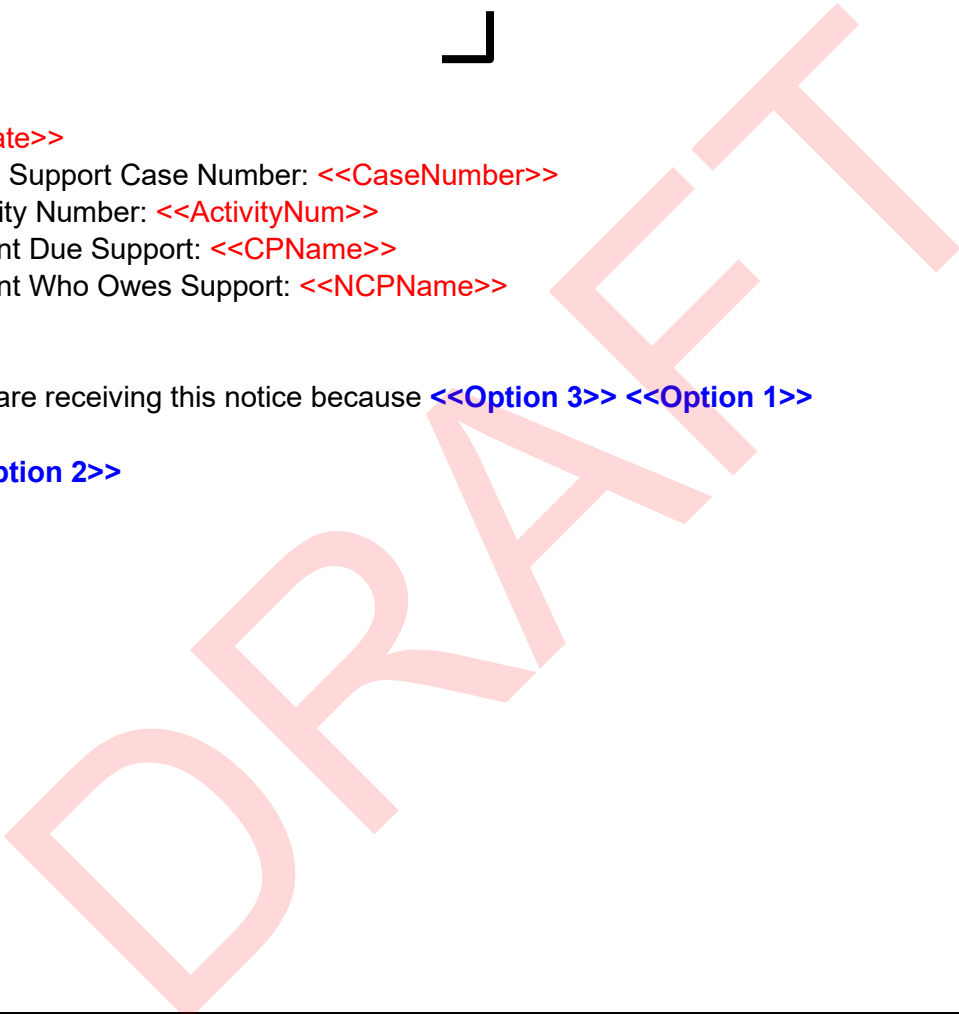 ate>>
Support Case Number: <<CaseNumber>>
ity Number: <<ActivityNum>>
nt Due Support: <<CPName>>
nt Who Owes Support: <<NCPName>>
are receiving this notice because <<Option 3>> <<Option 1>>
ption 2>>
DRAFT